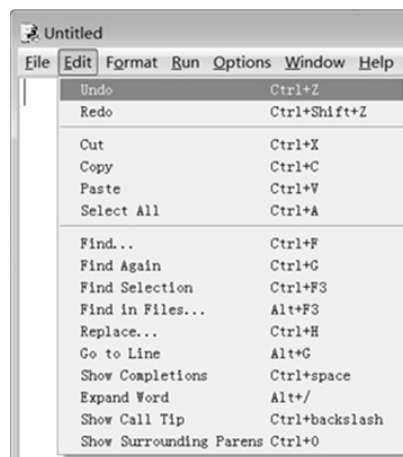 Untitled
File Edit Format Run Options Window Help
Undo Ctrl+Z
Redo Ctrl+Shift+Z
Cut Ctrl+X
Copy Ctrl+C
Paste Ctrl+V
Select All Ctrl+A
Find... Ctrl+F
Find Again Ctrl+G
Find Selection Ctrl+F3
Find in Files... Alt+F3
Replace... Ctrl+H
Go to Line Alt+G
Show Completions Ctrl+space
Expand Word Alt+/
Show Call Tip Ctrl+backslash
Show Surrounding Parens Ctrl+0